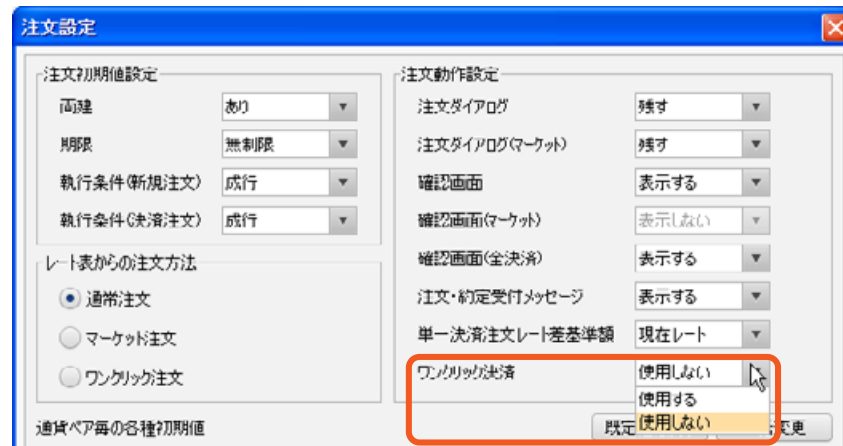 注文設定
注文初期値設定
両建 あり
期限 無制限
執行条件(新規注文) 成行
執行条件(決済注文) 成行
レート表からの注文方法
通常注文
マーケット注文
ワンクリック注文
通貨ペア毎の各種初期値
注文動作設定
注文ダイアログ 残す
注文ダイアログ(マーケット) 残す
確認画面 表示する
確認画面(マーケット) 表示しない
確認画面(全決済) 表示する
注文・約定受付メッセージ 表示する
単一決済注文レート差基準額 現在レート
ワンクリック決済 使用しない
使用する
使用しない
既定 変更